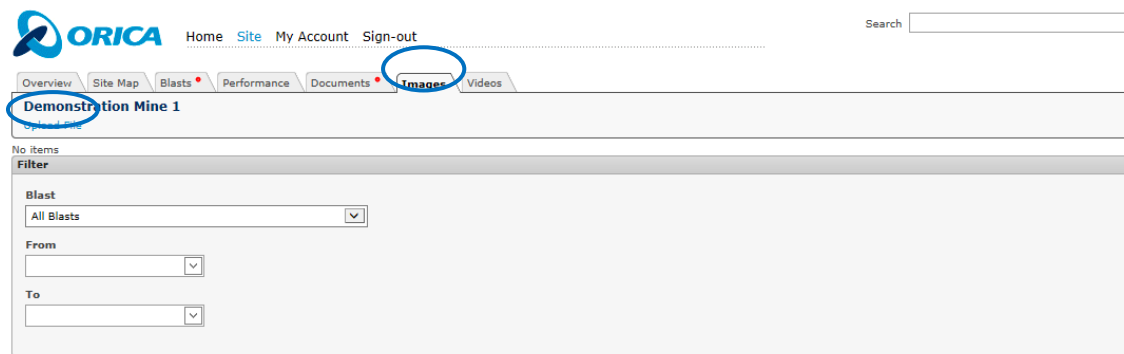 ORICA
Home Site My Account Sign-out
Search
Overview Site Map Blasts Performance Documents Images Videos
Demonstration Mine 1
Upload File
No items
Filter
Blast
All Blasts
From
To